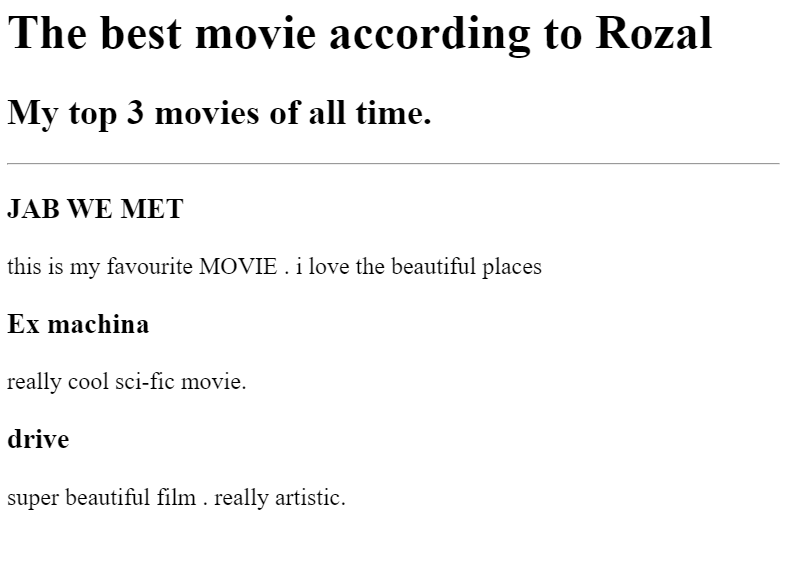 The best movie according to Rozal
My top 3 movies of all time.
JAB WE MET
this is my favourite MOVIE . i love the beautiful places
Ex machina
really cool sci-fic movie.
drive
super beautiful film . really artistic.